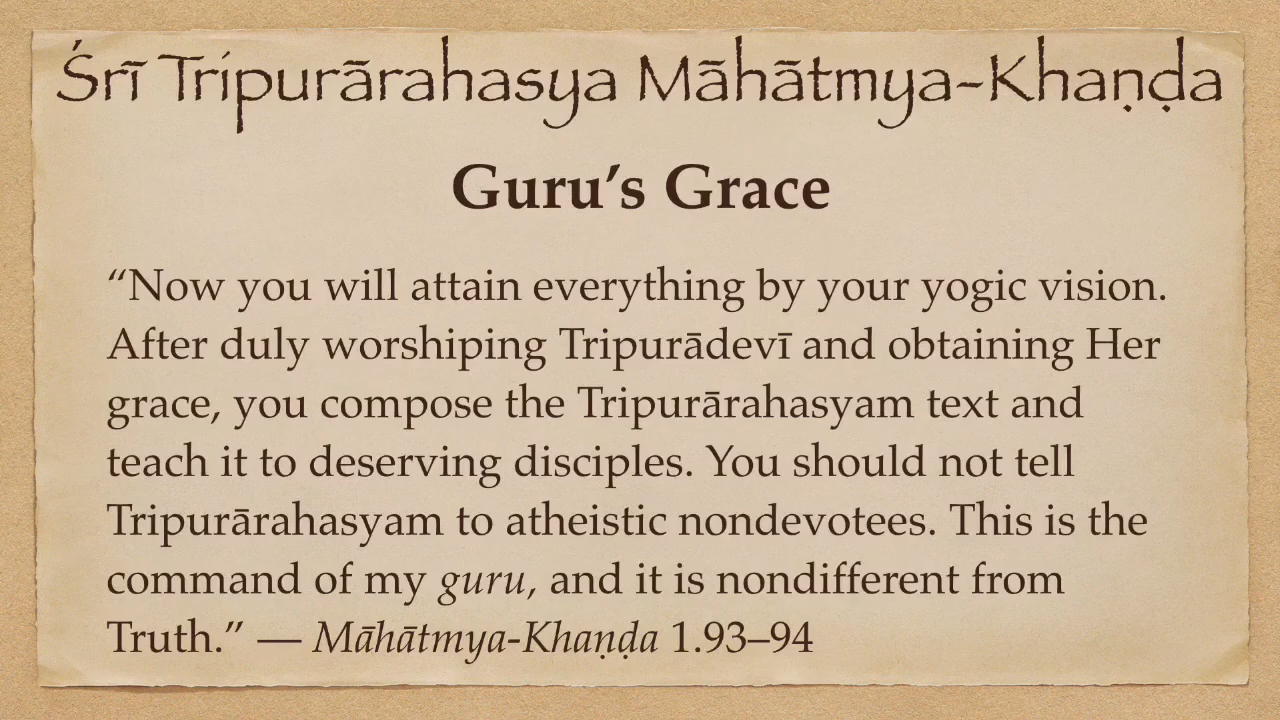 Śrī Tripurārahasya Māhātmya-Khaṇḍa
Guru’s Grace
“Now you will attain everything by your yogic vision.
After duly worshiping Tripurādevī and obtaining Her
grace, you compose the Tripurārahasyam text and
teach it to deserving disciples. You should not tell
Tripurārahasyam to atheistic nondevotees. This is the
command of my guru, and it is nondifferent from
Truth.” — Māhātmya-Khaṇḍa 1.93–94